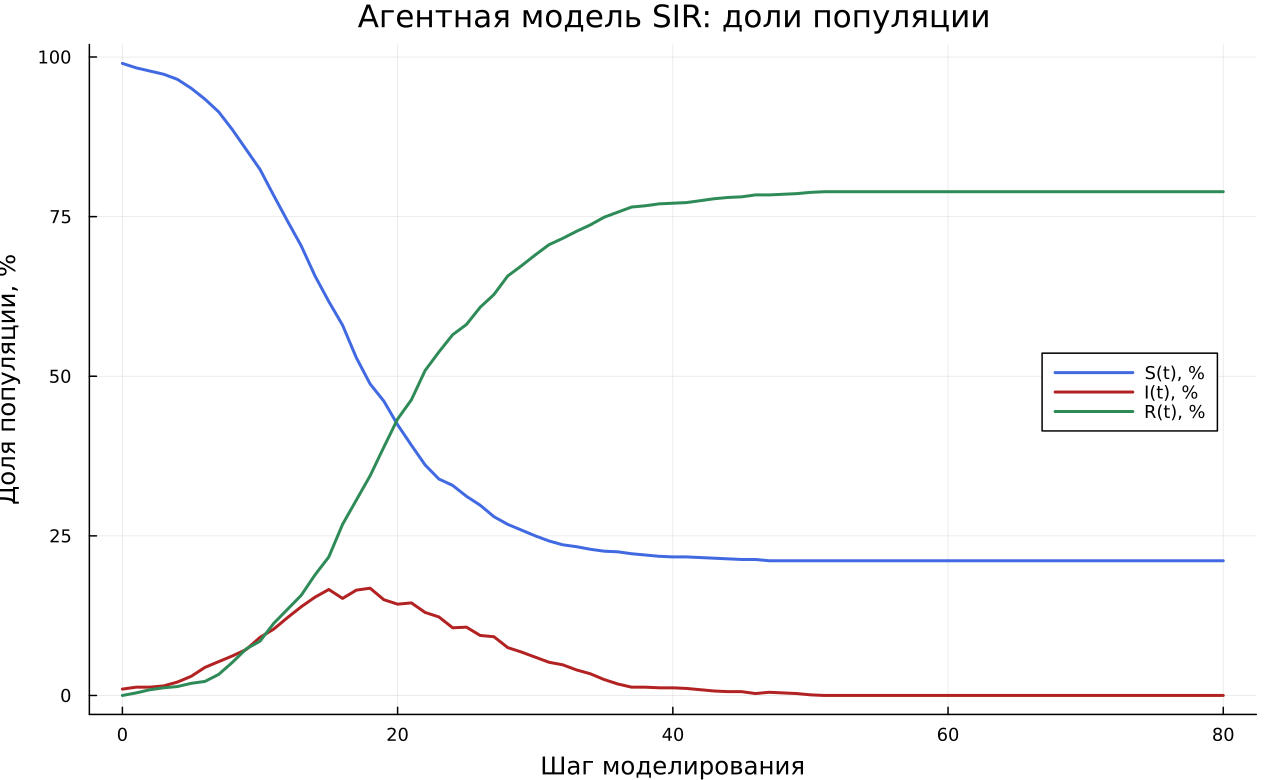 Агентная модель SIR: доли популяции
Доля популяции, %
100
75
50
25
0
S(t), %
I(t), %
R(t), %
0
20
40
60
80
Шаг моделирования